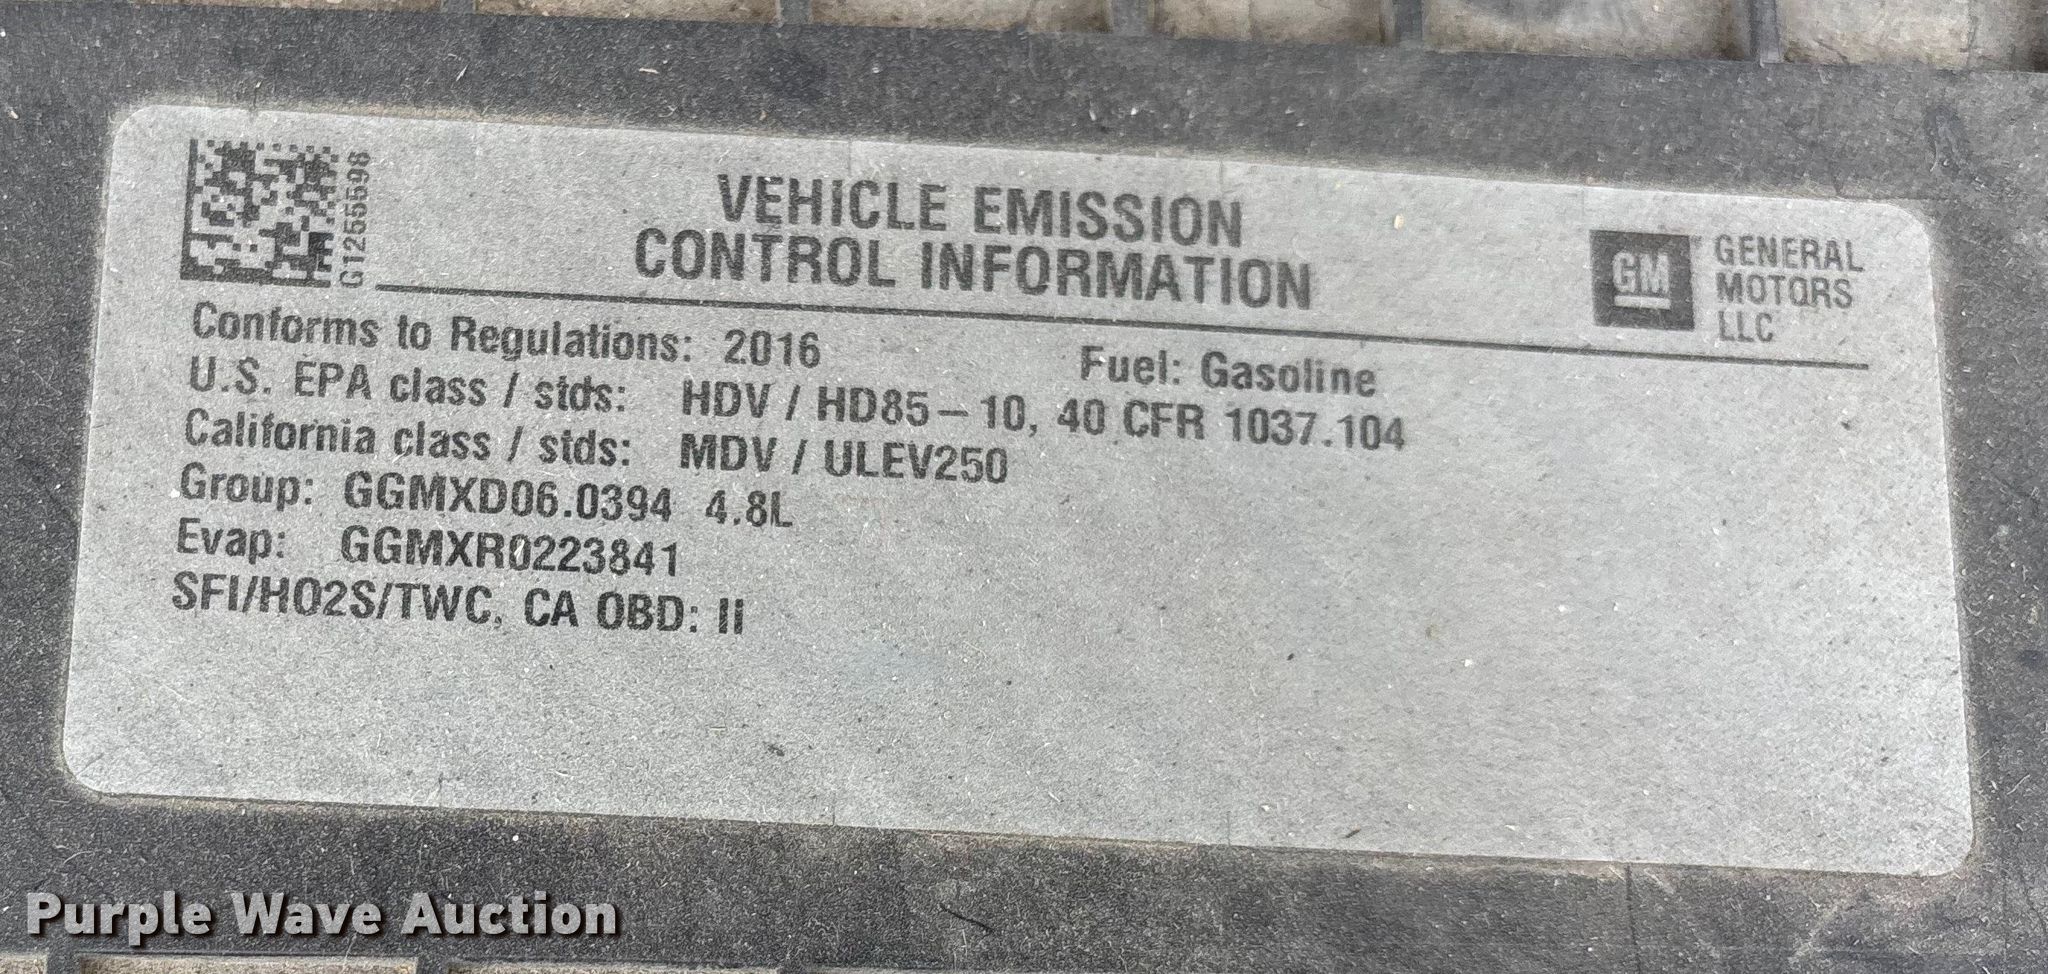 G1255598
VEHICLE EMISSION
CONTROL INFORMATION
GM
GENERAL
MOTORS
LLC
Conforms to Regulations: 2016 Fuel: Gasoline
U.S. EPA class / stds: HDV / HD85-10, 40 CFR 1037.104
California class / stds: MDV / ULEV250
Group: GGMXD06.0394 4.8L
Evap: GGMXR0223841
SFI/HO2S/TWC, CA OBD: II
Purple Wave Auction